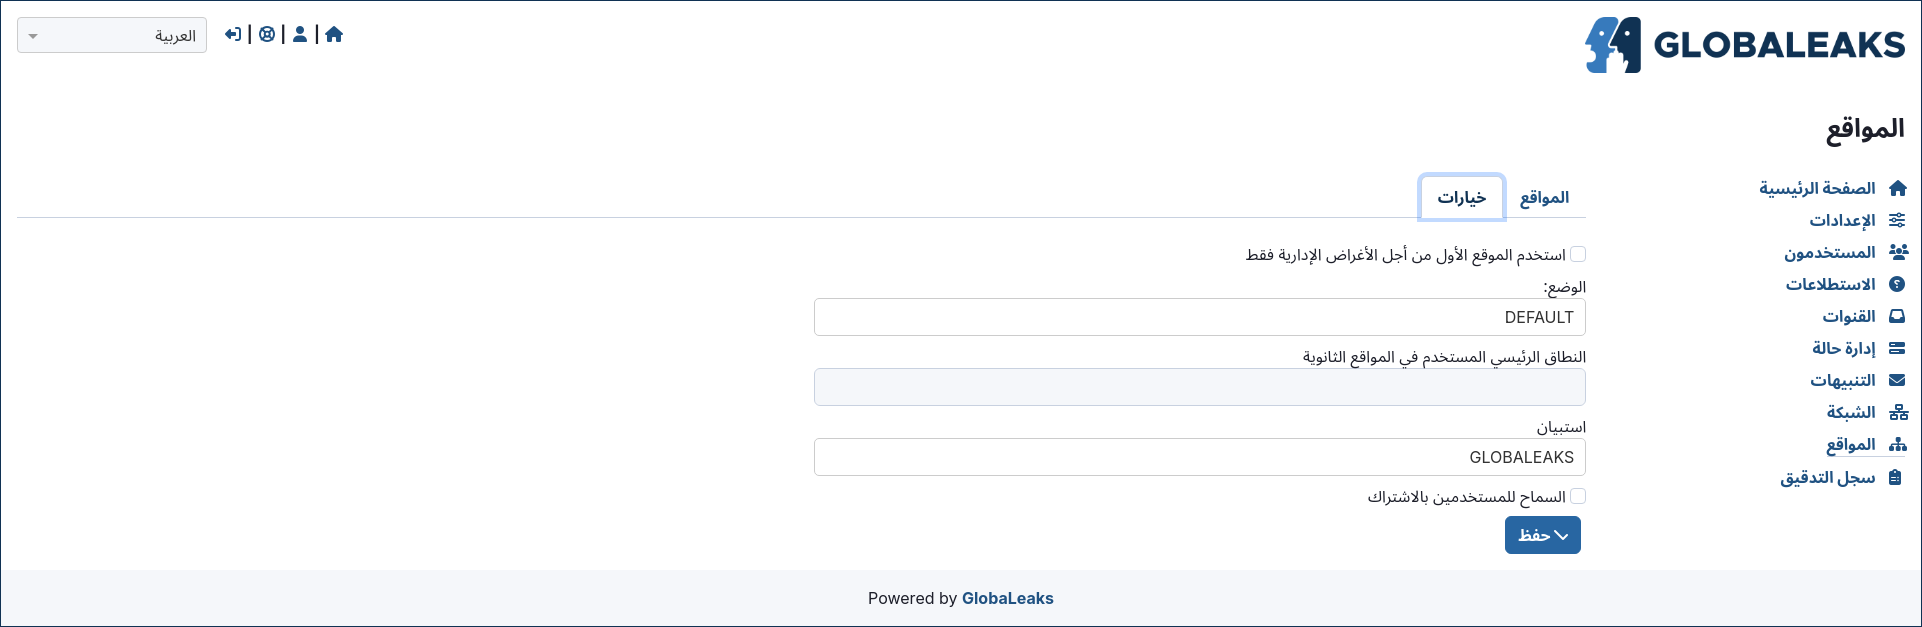 GLOBALEAKS
العربية
المواقع
الصفحة الرئيسية
الإعدادات
المستخدمون
الاستطلاعات
القنوات
إدارة حالة
التنبيهات
الشبكة
المواقع
سجل التدقيق
المواقع
خيارات
استخدم الموقع الأول من أجل الأغراض الإدارية فقط
الوضع:
DEFAULT
النطاق الرئيسي المستخدم في المواقع الثانوية
استبيان
GLOBALEAKS
السماح للمستخدمين بالاشتراك
حفظ
Powered by GlobaLeaks